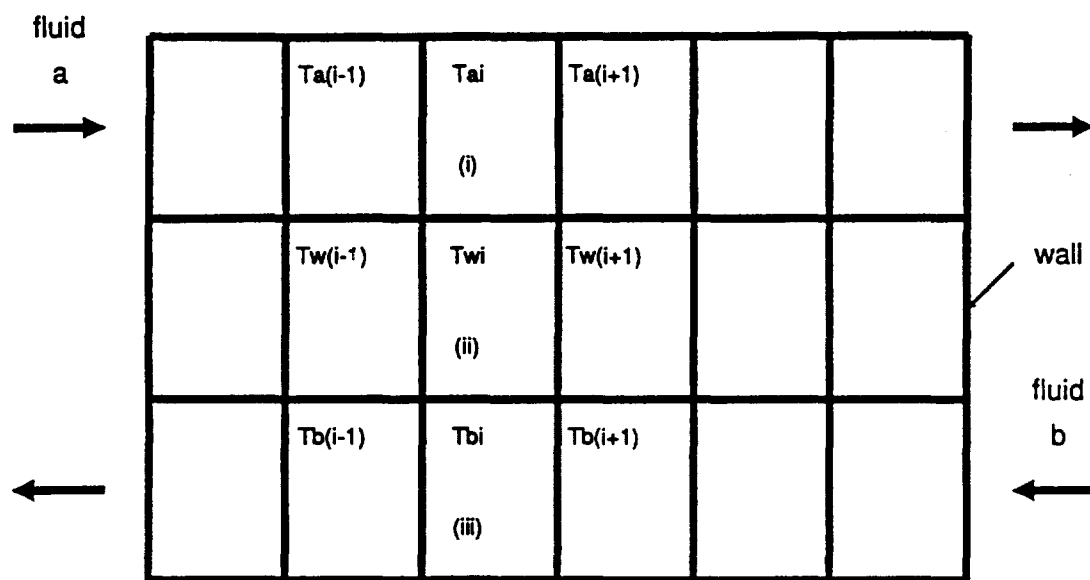 fluid
a
Ta(i-1) Tai Ta(i+1)
(i)
Tw(i-1) Twi Tw(i+1)
wall
(ii)
fluid
b
Tb(i-1) Tbi Tb(i+1)
(iii)